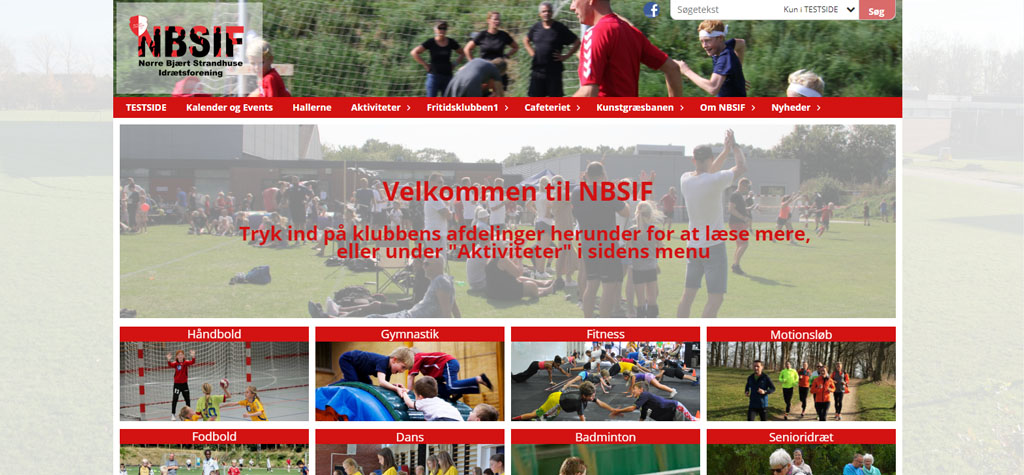 NBSIF
Nørre Bjært Strandhuse
Idrætsforening
f
Søgetekst
Kun i TESTSIDE
Søg
TESTSIDE
Kalender og Events
Hallerne
Aktiviteter
Fritidsklubben1
Cafeteriet
Kunstgræsbanen
Om NBSIF
Nyheder
Velkommen til NBSIF
Tryk ind på klubbens afdelinger herunder for at læse mere,
eller under "Aktiviteter" i sidens menu
Håndbold
Gymnastik
Fitness
Motionsløb
Fodbold
Dans
Badminton
Senioridræt